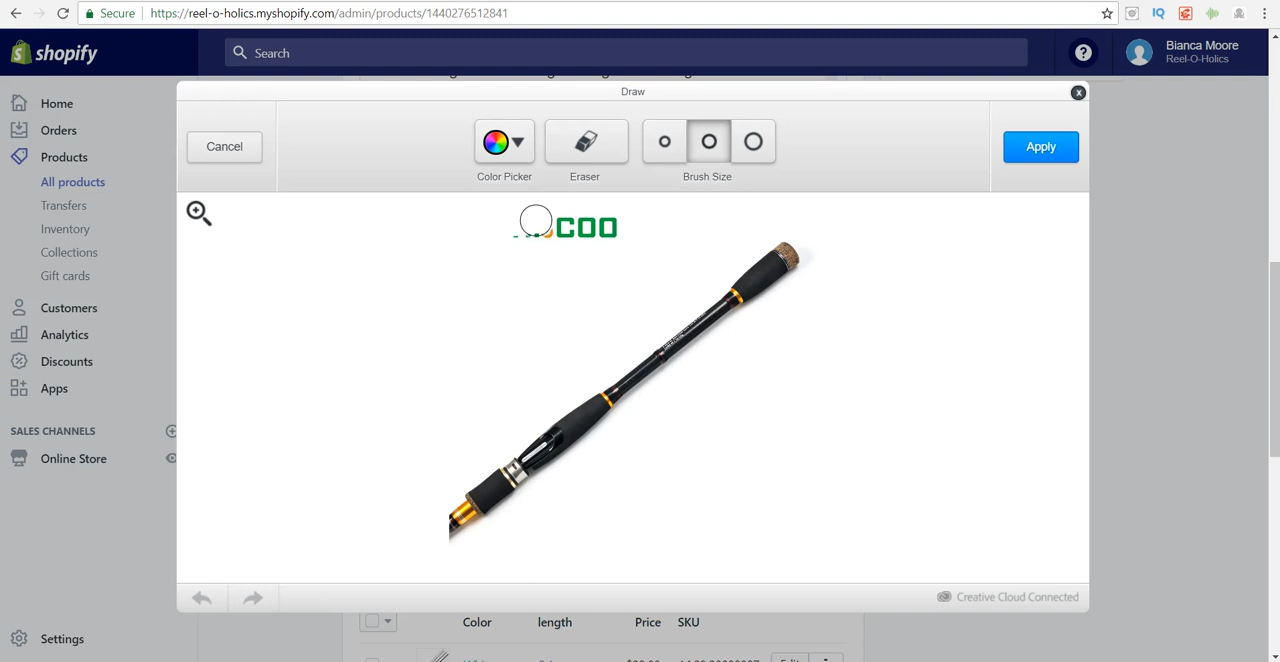 Secure https://reel-o-holics.myshopify.com/admin/products/1440276512841
IQ
shopify
Search
?
Bianca Moore
Reel-O-Holics
Draw
x
Home
Orders
Products
All products
Transfers
Inventory
Collections
Gift cards
Customers
Analytics
Discounts
Apps
SALES CHANNELS
Online Store
Settings
Cancel
Color Picker
Eraser
Brush Size
Apply
COO
Creative Cloud Connected
Color length Price SKU
Edit